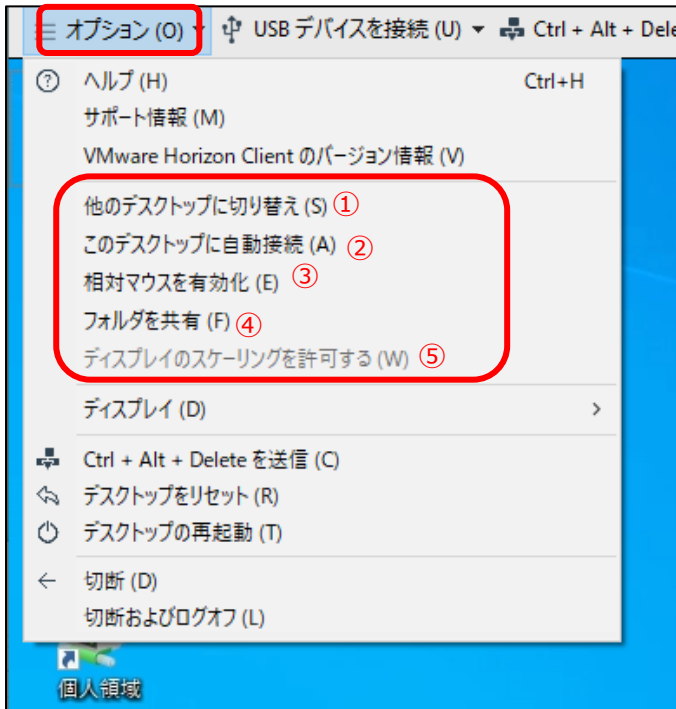 オプション (O) USB デバイスを接続 (U) Ctrl + Alt + Dele
ヘルプ (H) Ctrl+H
サポート情報 (M)
VMware Horizon Client のバージョン情報 (V)
他のデスクトップに切り替え (S) ①
このデスクトップに自動接続 (A) ②
相対マウスを有効化 (E) ③
フォルダを共有 (F) ④
ディスプレイのスケーリングを許可する (W) ⑤
ディスプレイ (D)
Ctrl + Alt + Delete を送信 (C)
デスクトップをリセット (R)
デスクトップの再起動 (T)
切断 (D)
切断およびログオフ (L)
個人領域